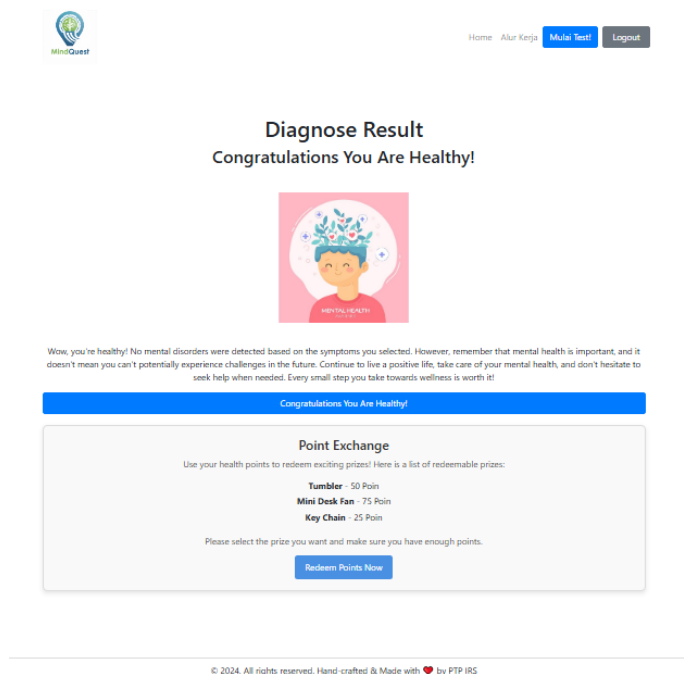 MindQuest
Home Alur Kerja Mulai Test! Logout
Diagnose Result
Congratulations You Are Healthy!
MENTAL HEALTH
Wow, you're healthy! No mental disorders were detected based on the symptoms you selected. However, remember that mental health is important, and it
doesn't mean you can't potentially experience challenges in the future. Continue to live a positive life, take care of your mental health, and don't hesitate to
seek help when needed. Every small step you take towards wellness is worth it!
Congratulations You Are Healthy!
Point Exchange
Use your health points to redeem exciting prizes! Here is a list of redeemable prizes:
Tumbler - 50 Poin
Mini Desk Fan - 75 Poin
Key Chain - 25 Poin
Please select the prize you want and make sure you have enough points.
Redeem Points Now
© 2024. All rights reserved. Hand-crafted & Made with ❤ by PTP IRS